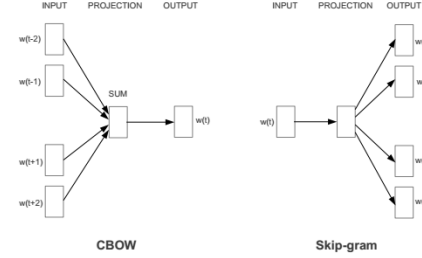 INPUT PROJECTION OUTPUT
w(t-2)
w(t-1)
SUM
w(t)
w(t+1)
w(t+2)
CBOW
INPUT PROJECTION OUTPUT
w(t)
Skip-gram